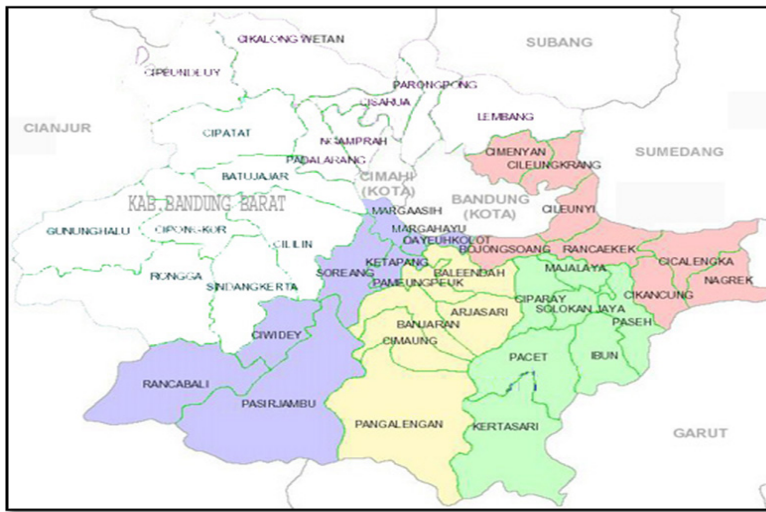 CIKALONG WETAN
SUBANG
CIPEUNDEUY
PARONGPONG
CISARUA
LEMBANG
CIANJUR
CIPATAT
NGAMPRAH
CIMENYAN
SUMEDANG
PADALARANG
CILEUNGKRANG
BATUJAJAR
CIMAHI
(KOTA)
BANDUNG
(KOTA)
KAB.BANDUNG BARAT
MARGAASIH
CILEUNYI
GUNUNGHALU
CIPONG-KOR
MARGAHAYU
CILILIN
DAYEUHKOLOT
BOJONGSOANG
RANCAEKEK
KETAPANG
CICALENGKA
RONGGA
SOREANG
BALEENDAH
MAJALAYA
NAGREK
SINDANGKERTA
PAMEUNGPEUK
CIPARAY
CIKANCUNG
ARJASARI
SOLOKAN JAYA
BANJARAN
PASEH
CIWIDEY
CIMAUNG
PACET
IBUN
RANCABALI
PASIRJAMBU
PANGALENGAN
KERTASARI
GARUT